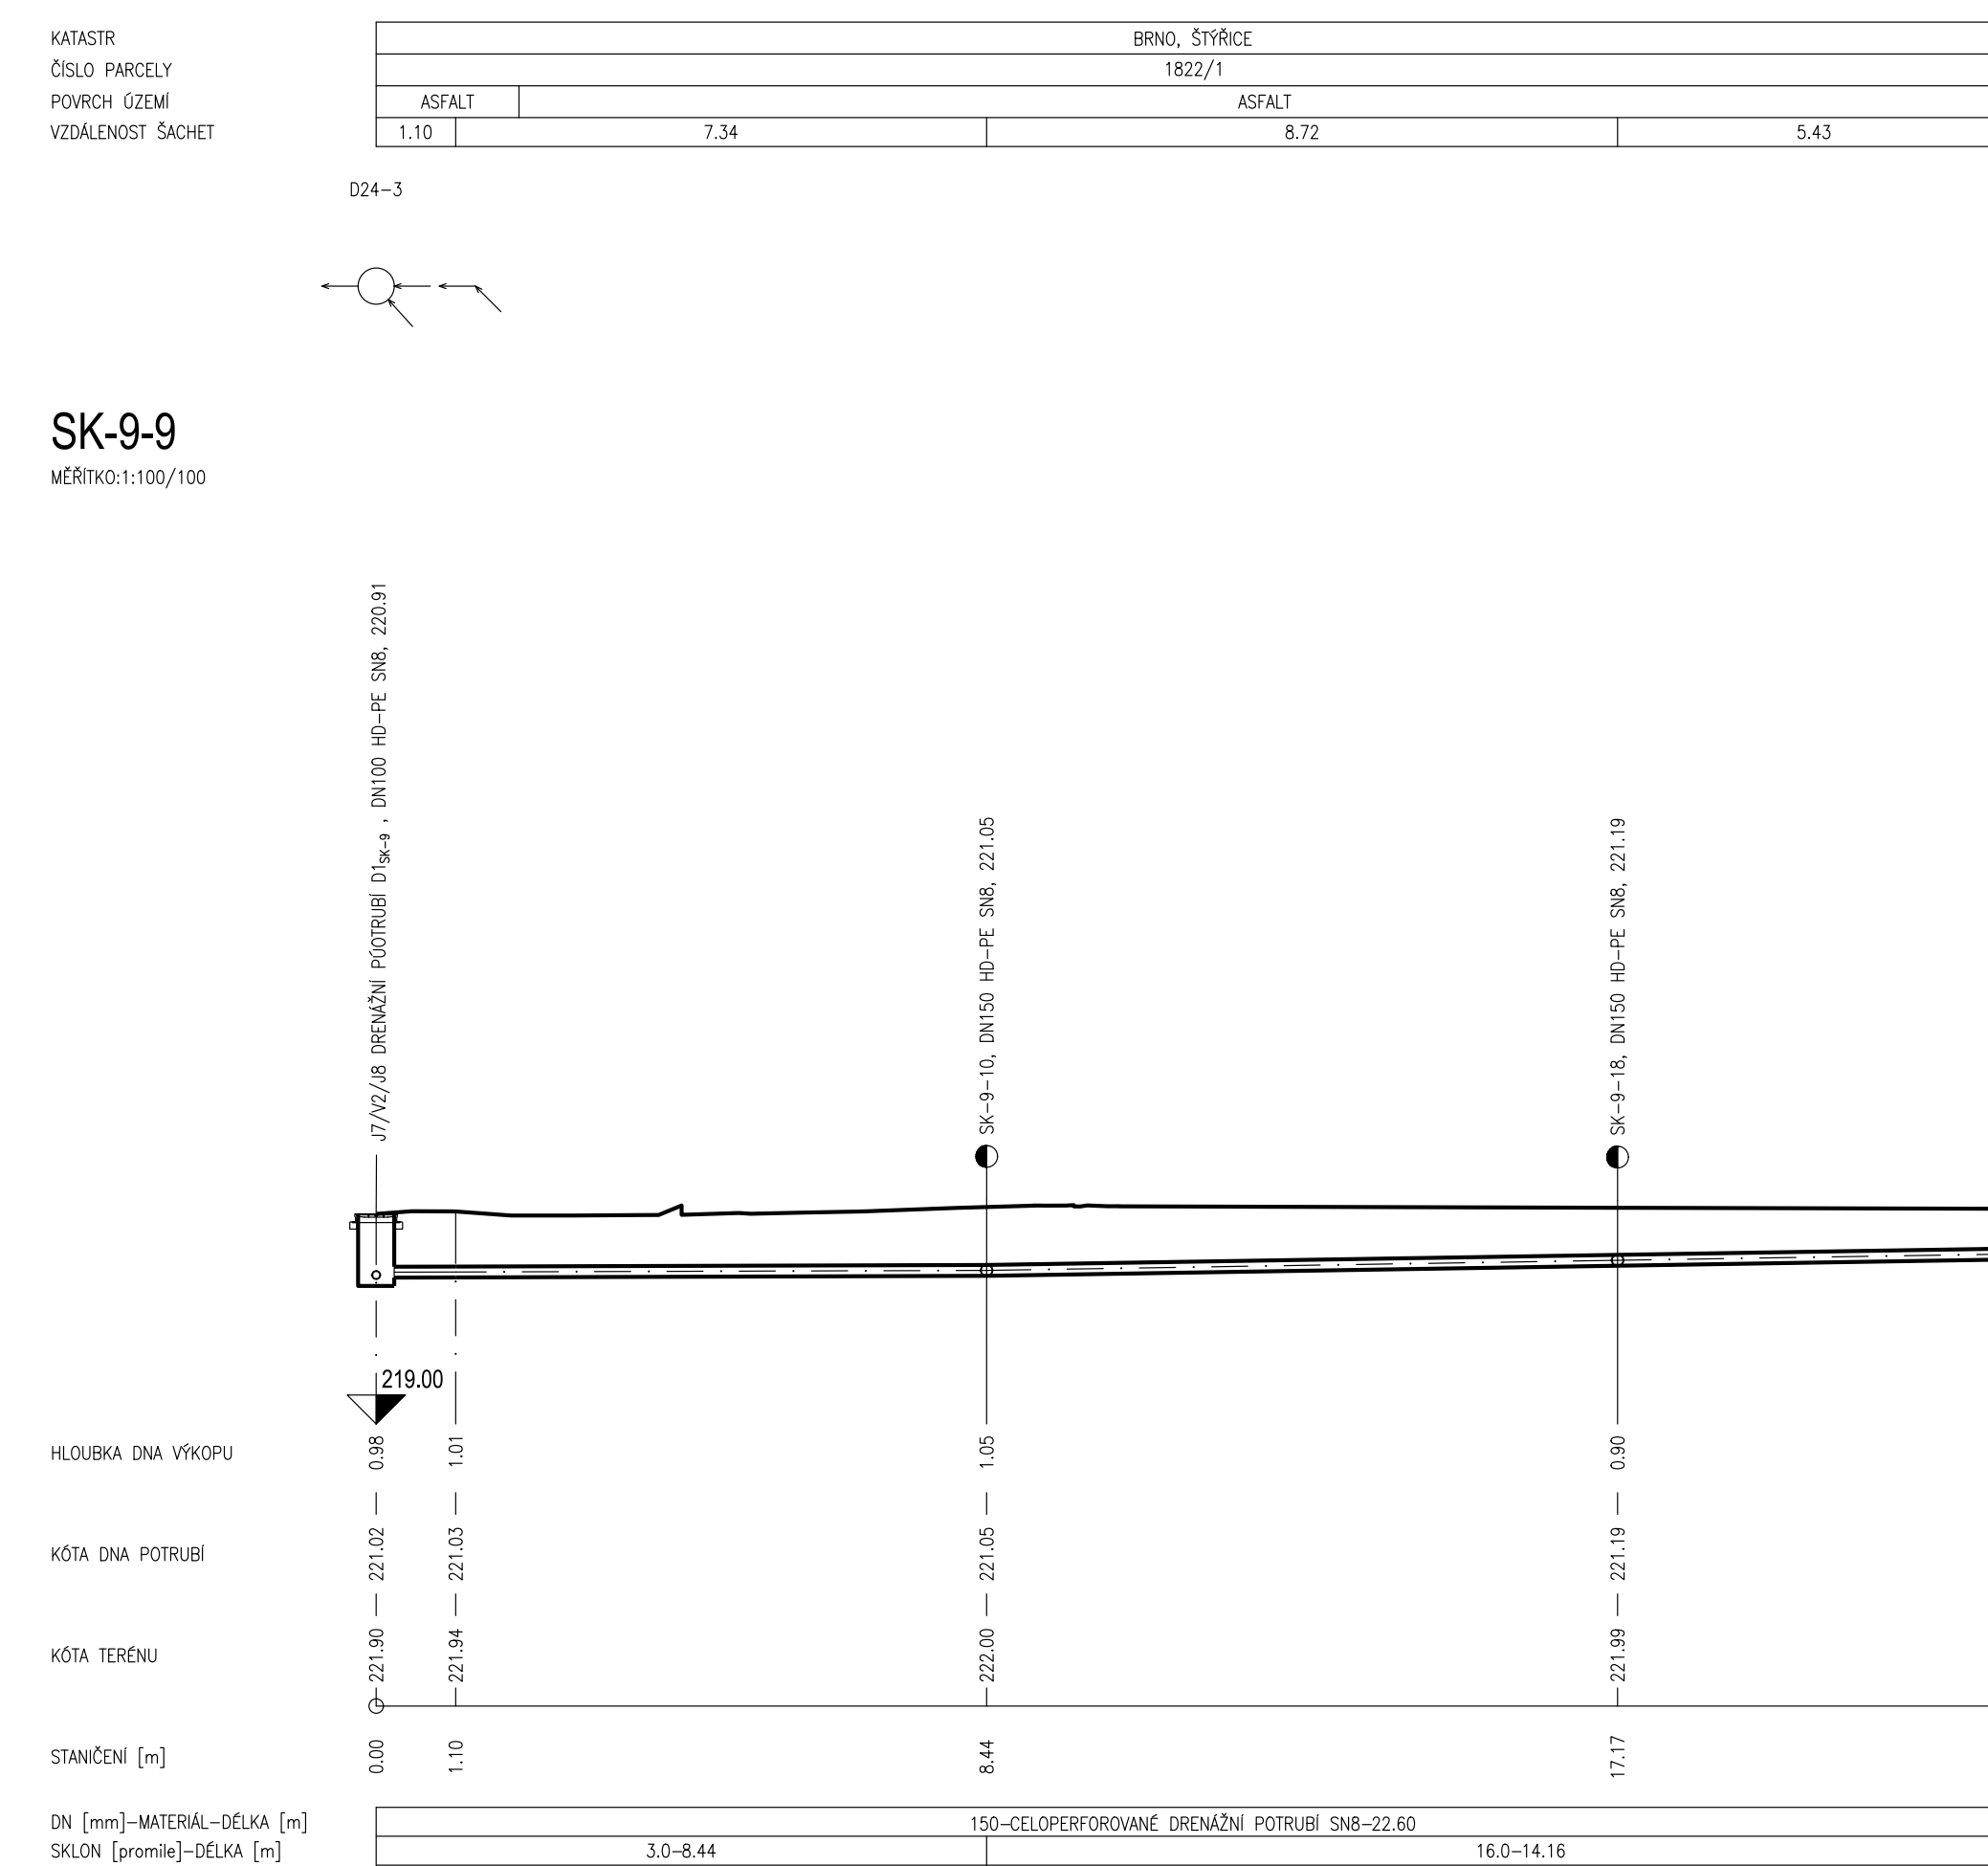 KATASTR BRNO, ŠTÝŘICE
ČÍSLO PARCELY 1822/1
POVRCH ÚZEMÍ ASFALT ASFALT
VZDÁLENOST ŠACHET 1.10 7.34 8.72 5.43
D24-3
SK-9-9
MĚŘÍTKO:1:100/100
J7/V2/J8 DRENÁŽNÍ PÚOTRUBÍ D1SK-9 , DN100 HD-PE SN8, 220.91
SK-9-10, DN150 HD-PE SN8, 221.05
SK-9-18, DN150 HD-PE SN8, 221.19
219.00
HLOUBKA DNA VÝKOPU 0.98 1.01 1.05 0.90
KÓTA DNA POTRUBÍ 221.02 221.03 221.05 221.19
KÓTA TERÉNU 221.90 221.94 222.00 221.99
STANIČENÍ [m] 0.00 1.10 8.44 17.17
DN [mm]-MATERIÁL-DÉLKA [m] 150-CELOPERFOROVANÉ DRENÁŽNÍ POTRUBÍ SN8-22.60
SKLON [promile]-DÉLKA [m] 3.0-8.44 16.0-14.16